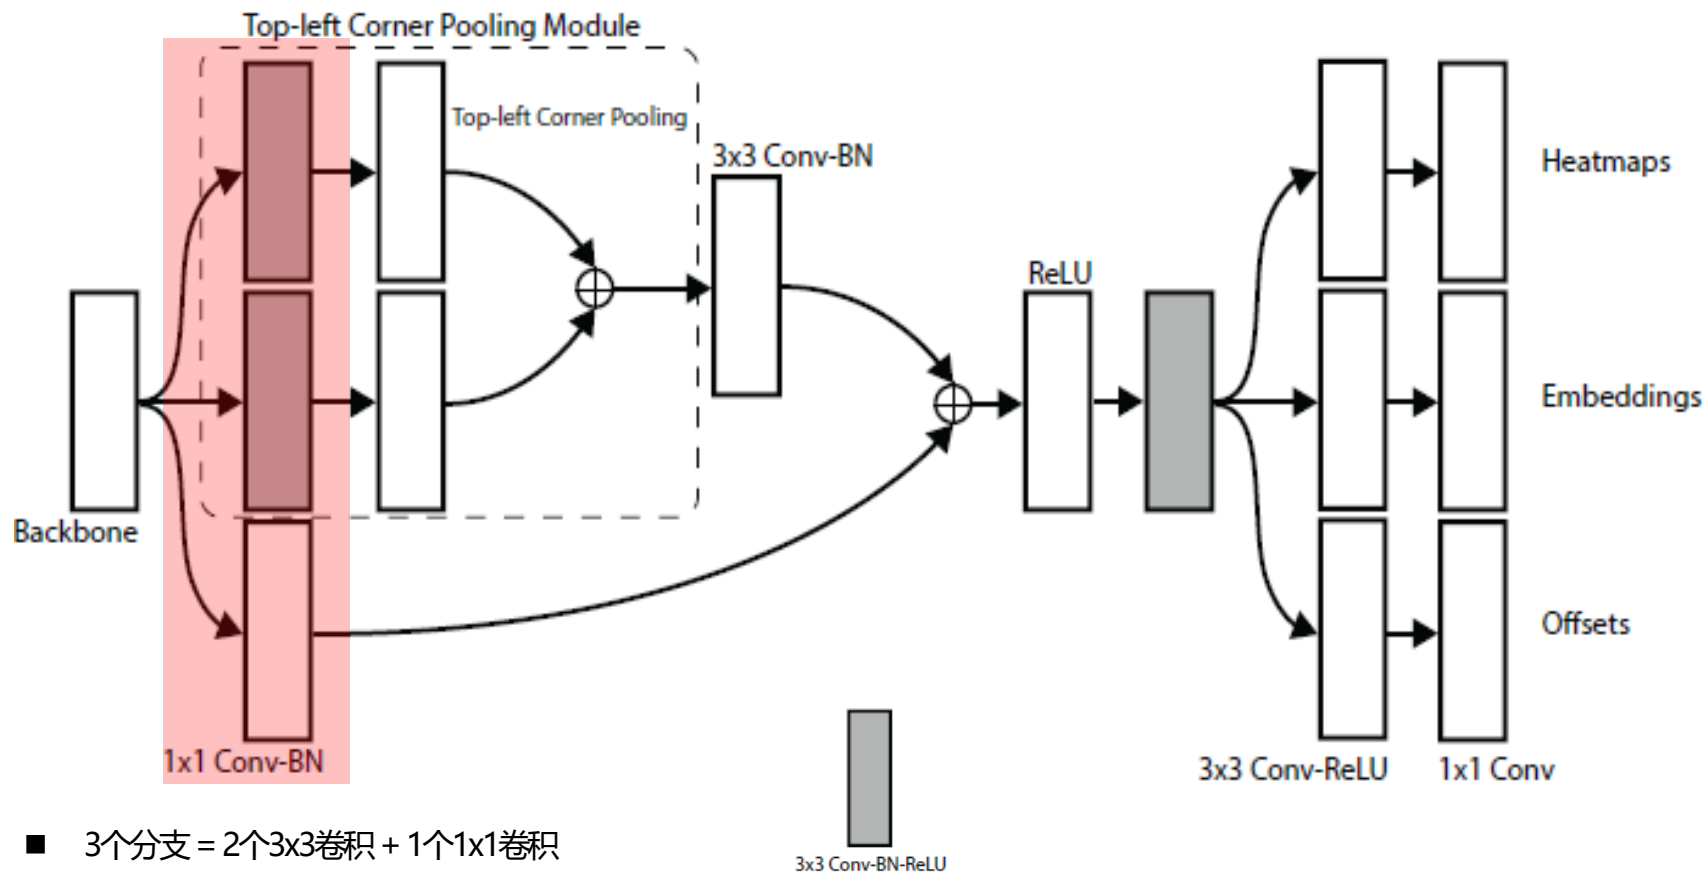 Top-left Corner Pooling Module
Top-left Corner Pooling
3x3 Conv-BN
Heatmaps
ReLU
Embeddings
Backbone
Offsets
1x1 Conv-BN
3x3 Conv-ReLU
1x1 Conv
■ 3个分支 = 2个3x3卷积 + 1个1x1卷积
3x3 Conv-BN-ReLU